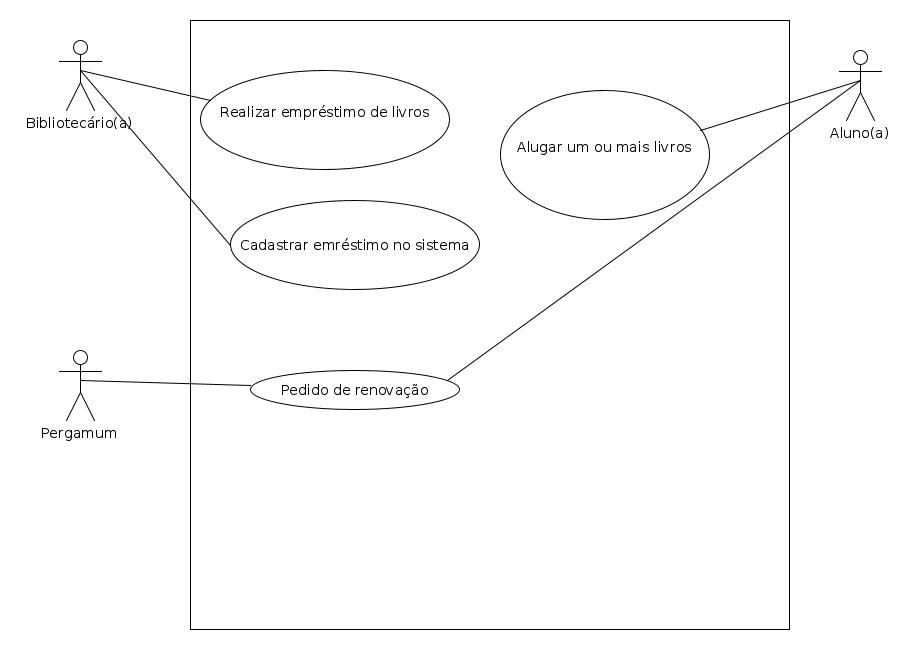 Bibliotecário(a)
Realizar empréstimo de livros
Alugar um ou mais livros
Aluno(a)
Cadastrar emréstimo no sistema
Pedido de renovação
Pergamum